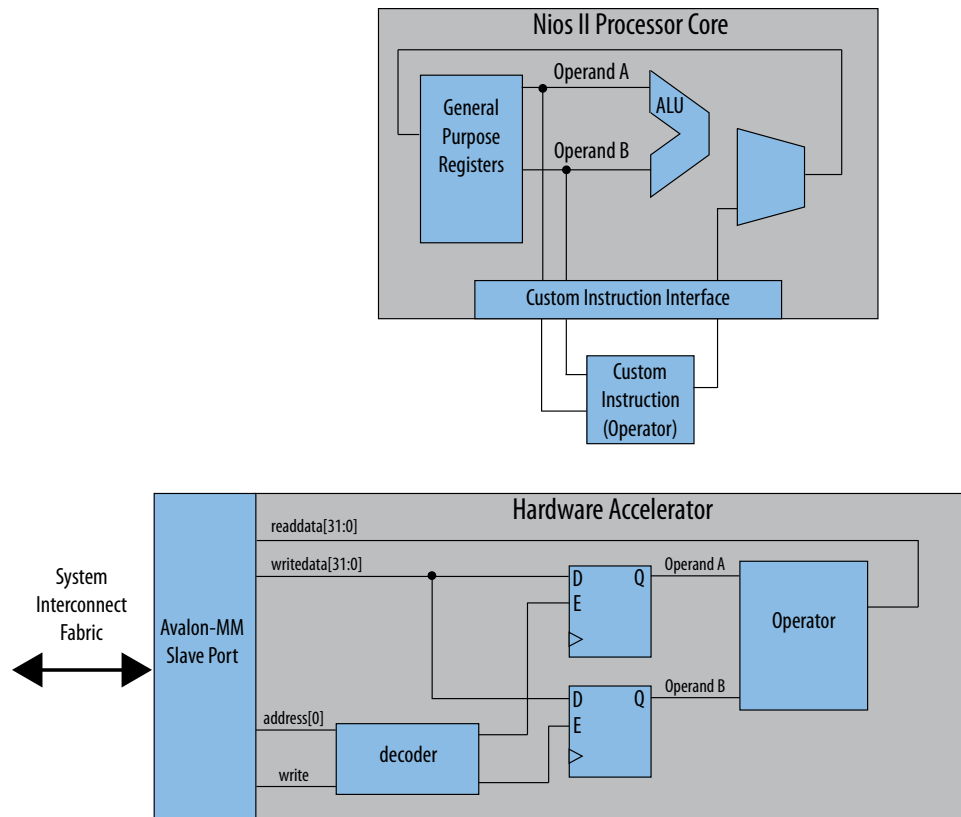 Nios II Processor Core
Operand A
General
Purpose
Registers
ALU
Operand B
Custom Instruction Interface
Custom
Instruction
(Operator)
Hardware Accelerator
readdata[31:0]
writedata[31:0]
System
Interconnect
Fabric
Avalon-MM
Slave Port
D
Q
E
Operand A
Operator
D
Q
E
Operand B
address[0]
decoder
write